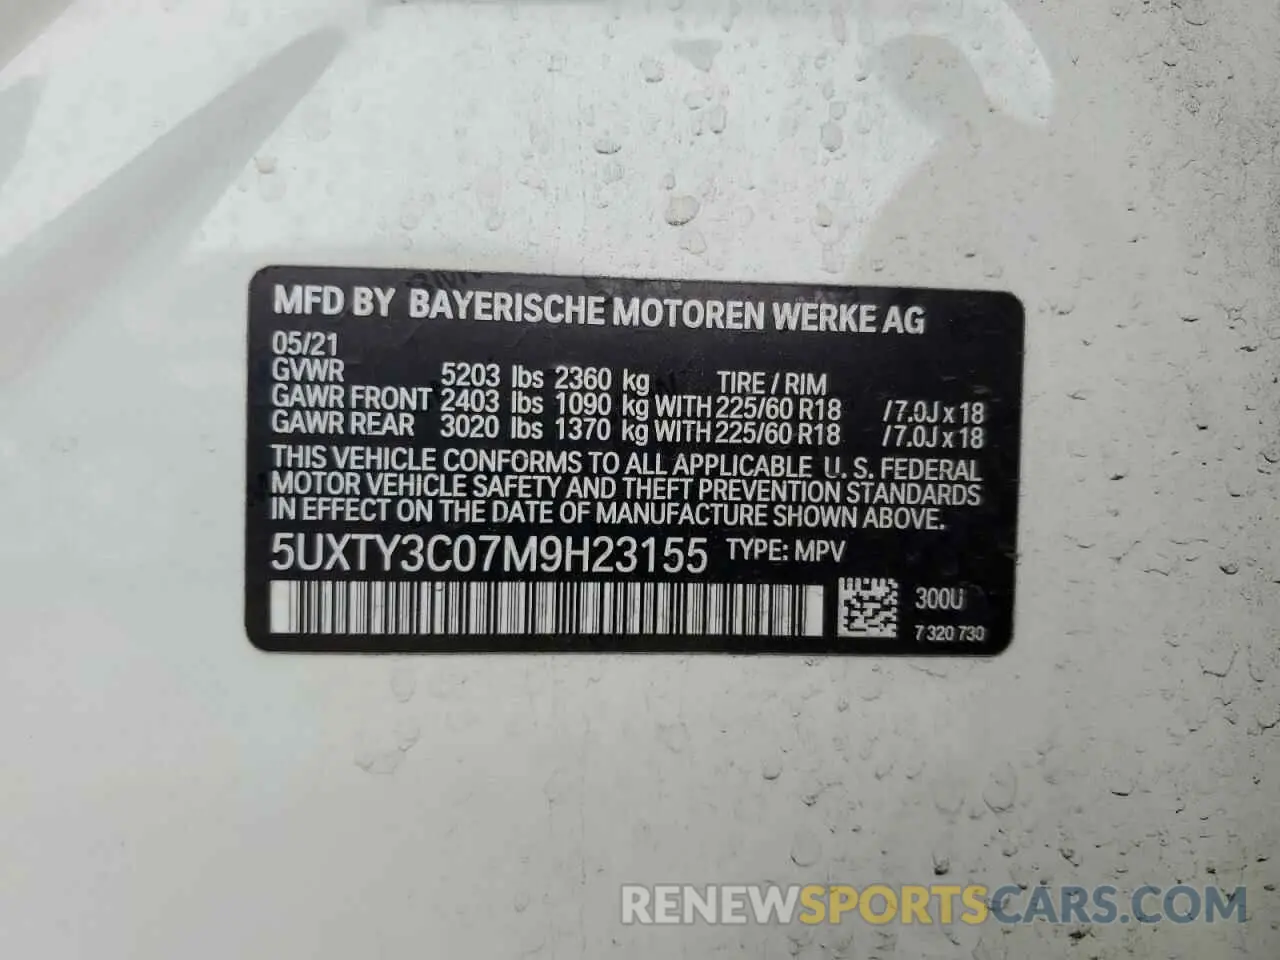 MFD BY BAYERISCHE MOTOREN WERKE AG
05/21
GVWR 5203 lbs 2360 kg TIRE / RIM
GAWR FRONT 2403 lbs 1090 kg WITH 225/60 R18 /7.0J x 18
GAWR REAR 3020 lbs 1370 kg WITH 225/60 R18 /7.0J x 18
THIS VEHICLE CONFORMS TO ALL APPLICABLE U. S. FEDERAL
MOTOR VEHICLE SAFETY AND THEFT PREVENTION STANDARDS
IN EFFECT ON THE DATE OF MANUFACTURE SHOWN ABOVE.
5UXTY3C07M9H23155 TYPE: MPV
300U
7 320 730
RENEWSPORTSCARS.COM